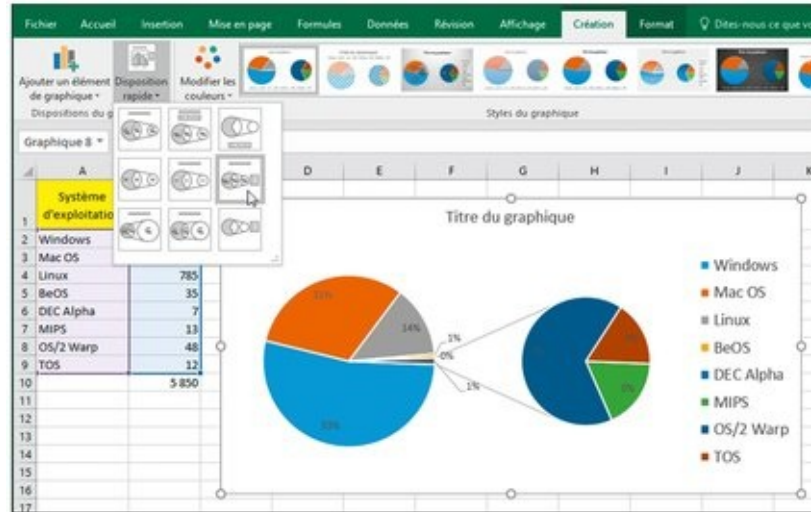 Fichier Accueil Insertion Mise en page Formules Données Révision Affichage Création Format Dites-nous ce que
Ajouter un élément de graphique
Disposition rapide
Modifier les couleurs
Dispositions du g
Styles du graphique
Graphique 8
A D E F G H I J
1 Système d'exploitatio
2 Windows
3 Mac OS
4 Linux 785
5 BeOS 35
6 DEC Alpha 7
7 MIPS 13
8 OS/2 Warp 48
9 TOS 12
10 5 850
11
12
13
14
15
16
17
Titre du graphique
31%
14%
1%
0%
1%
0%
Windows
Mac OS
Linux
BeOS
DEC Alpha
MIPS
OS/2 Warp
TOS